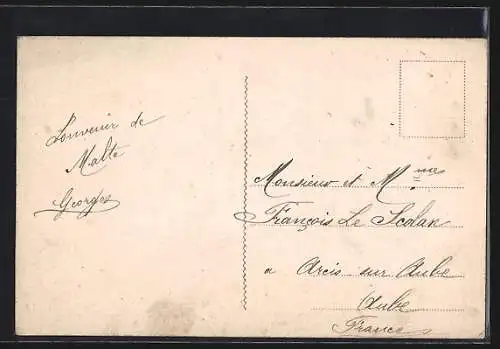 Souvenir de
Malte
Georges
Monsieur et Mme
François Le Scolan
a Arcis sur Aube
Aube
France